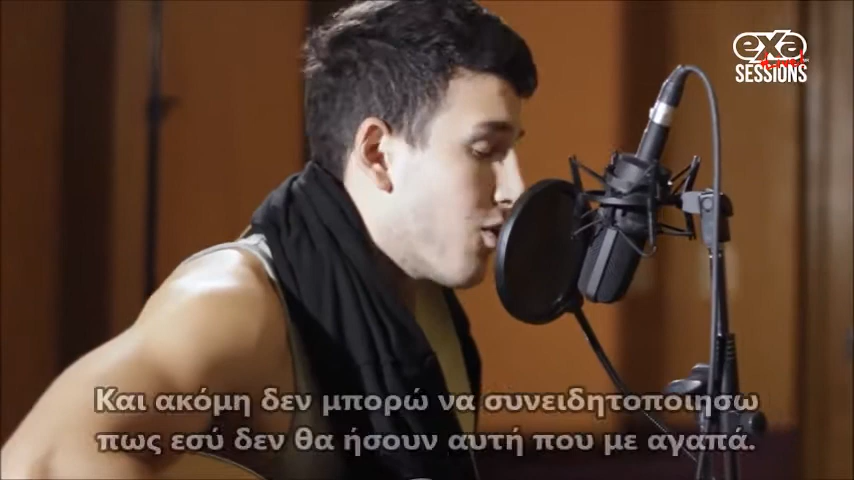 exa
SESSIONS
Και ακόμη δεν μπορώ να συνειδητοποιησω
πως εσύ δεν θα ήσουν αυτή που με αγαπά.